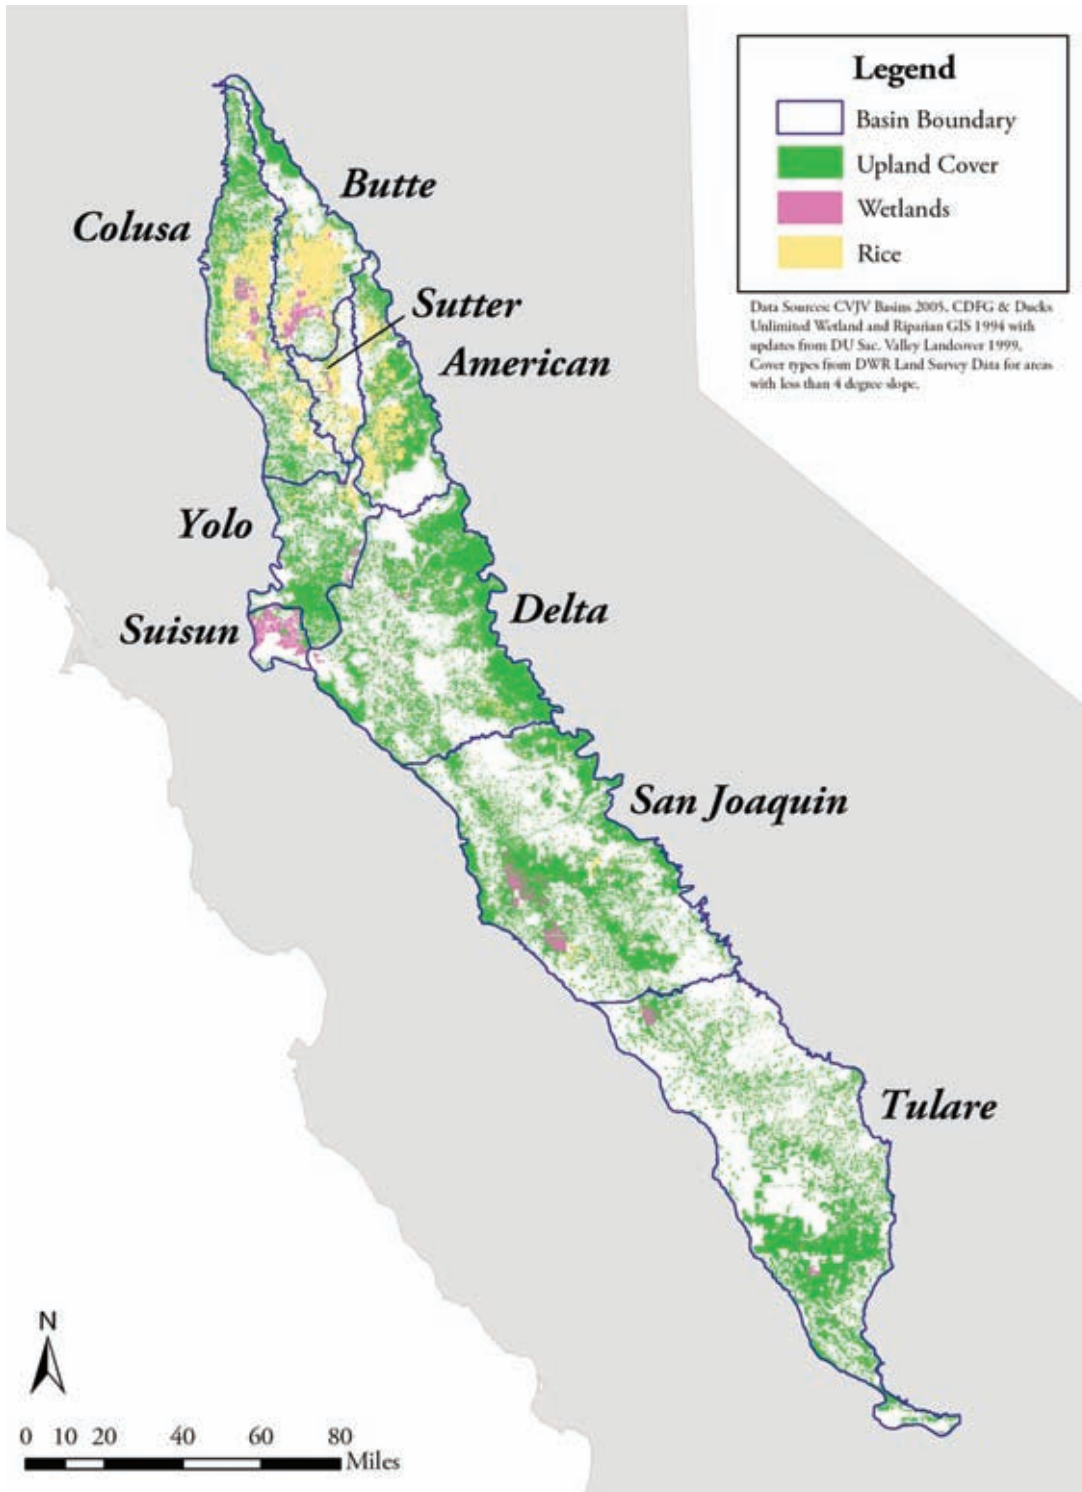 Legend
Basin Boundary
Upland Cover
Wetlands
Rice
Data Sources: CVJV Basins 2005, CDFG & Ducks
Unlimited Wetland and Riparian GIS 1994 with
updates from DU Sac. Valley Landcover 1999,
Cover types from DWR Land Survey Data for areas
with less than 4 degree slope.
Butte
Colusa
Sutter
American
Yolo
Suisun
Delta
San Joaquin
Tulare
N
0 10 20 40 60 80
Miles